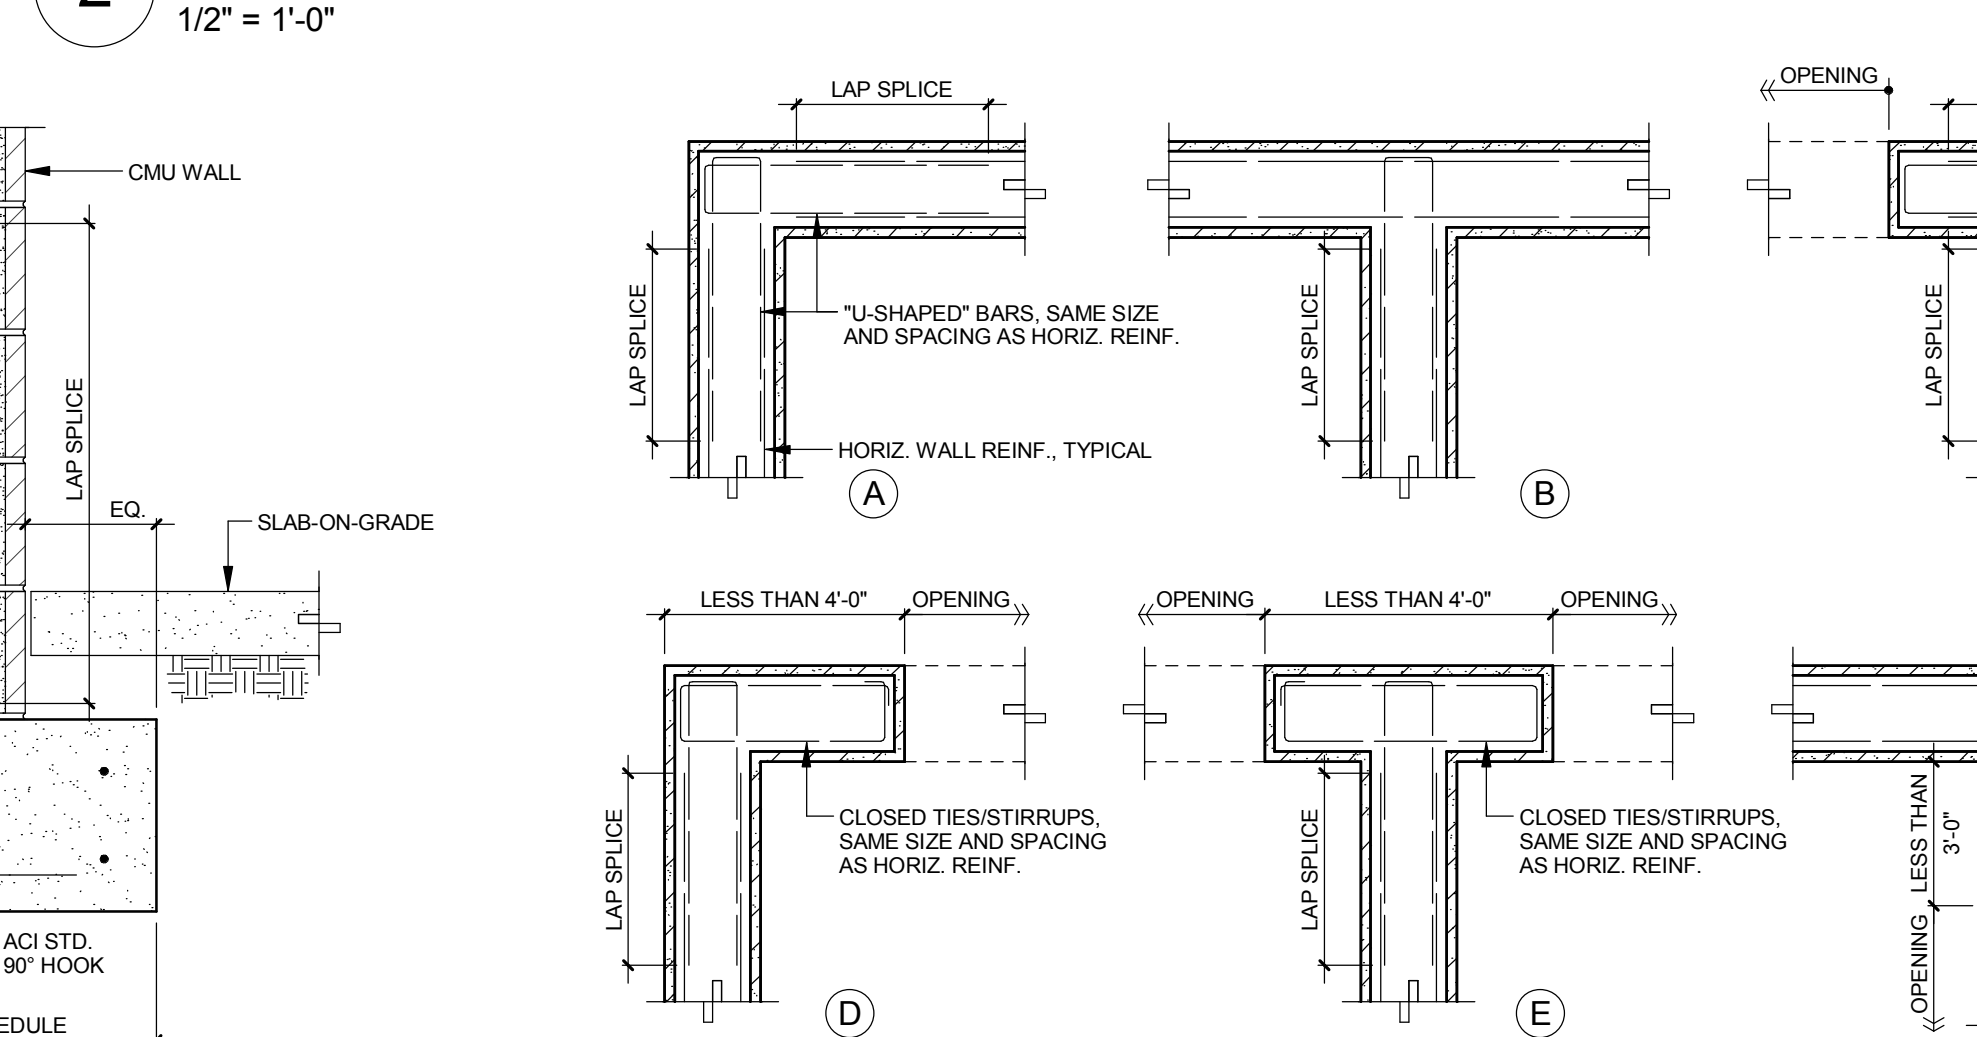 2
1/2" = 1'-0"
CMU WALL
LAP SPLICE
EQ.
SLAB-ON-GRADE
ACI STD.
90° HOOK
EDULE
LAP SPLICE
LAP SPLICE
"U-SHAPED" BARS, SAME SIZE
AND SPACING AS HORIZ. REINF.
HORIZ. WALL REINF., TYPICAL
A
LAP SPLICE
B
OPENING
LAP SPLICE
LESS THAN 4'-0"
OPENING
LAP SPLICE
CLOSED TIES/STIRRUPS,
SAME SIZE AND SPACING
AS HORIZ. REINF.
D
OPENING
LESS THAN 4'-0"
OPENING
LAP SPLICE
CLOSED TIES/STIRRUPS,
SAME SIZE AND SPACING
AS HORIZ. REINF.
E
LESS THAN
3'-0"
OPENING